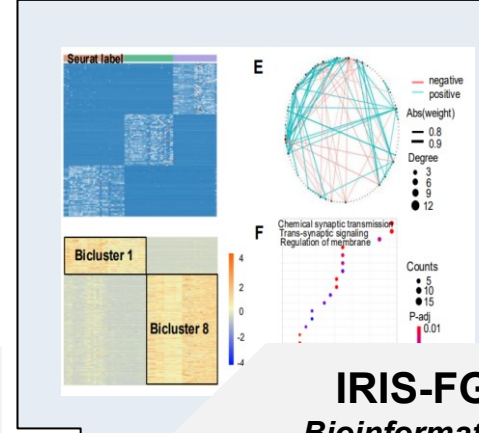 Seurat label
Bicluster 1
Bicluster 8
4
2
0
-2
-4
E
negative
positive
Abs(weight)
0.8
0.9
Degree
3
6
9
12
F
Chemical synaptic transmission
Trans-synaptic signaling
Regulation of membrane
Counts
5
10
15
P-adj
0.01
IRIS-FG
Bioinformat